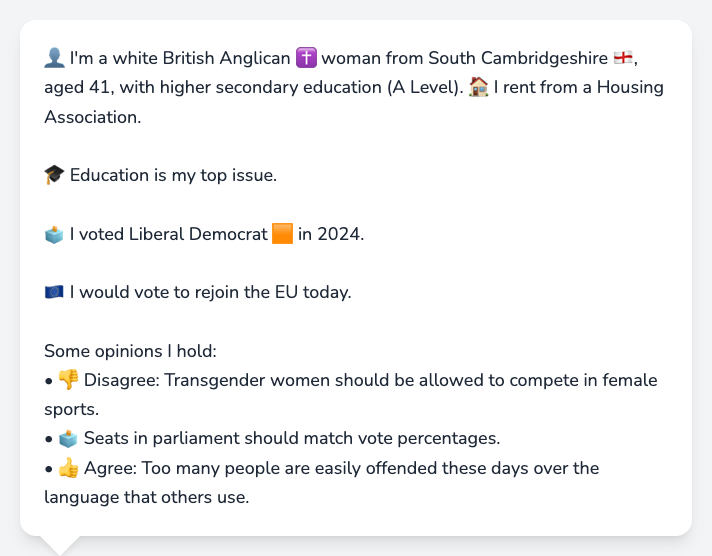 👤 I'm a white British Anglican ✝️ woman from South Cambridgeshire 🏴󠁧󠁢󠁥󠁮󠁧󠁿,
aged 41, with higher secondary education (A Level). 🏠 I rent from a Housing
Association.
🎓 Education is my top issue.
🗳️ I voted Liberal Democrat 🟧 in 2024.
🇪🇺 I would vote to rejoin the EU today.
Some opinions I hold:
• 👎 Disagree: Transgender women should be allowed to compete in female
sports.
• 🗳️ Seats in parliament should match vote percentages.
• 👍 Agree: Too many people are easily offended these days over the
language that others use.